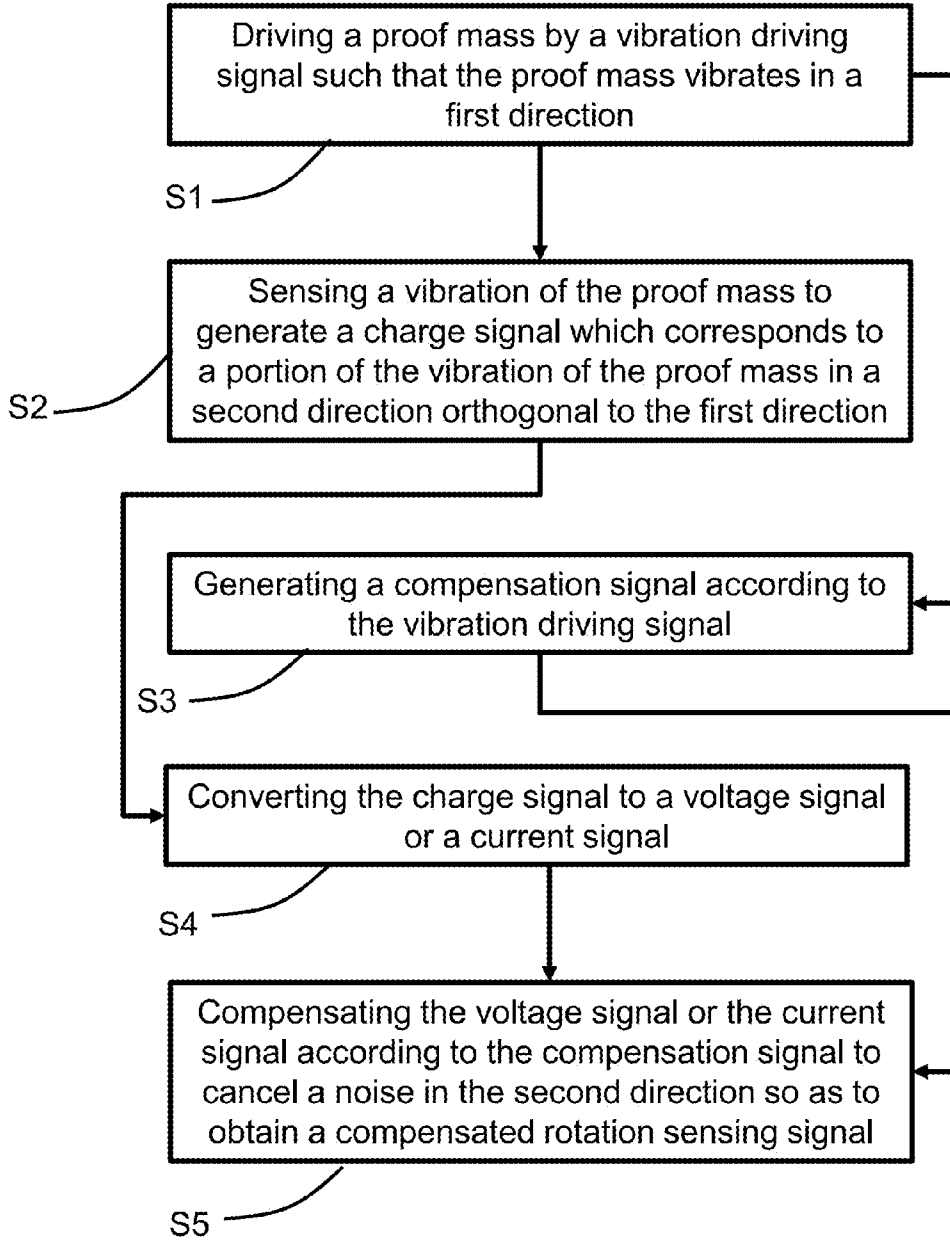 Driving a proof mass by a vibration driving
signal such that the proof mass vibrates in a
first direction
S1
Sensing a vibration of the proof mass to
generate a charge signal which corresponds to
a portion of the vibration of the proof mass in a
second direction orthogonal to the first direction
S2
Generating a compensation signal according to
the vibration driving signal
S3
Converting the charge signal to a voltage signal
or a current signal
S4
Compensating the voltage signal or the current
signal according to the compensation signal to
cancel a noise in the second direction so as to
obtain a compensated rotation sensing signal
S5